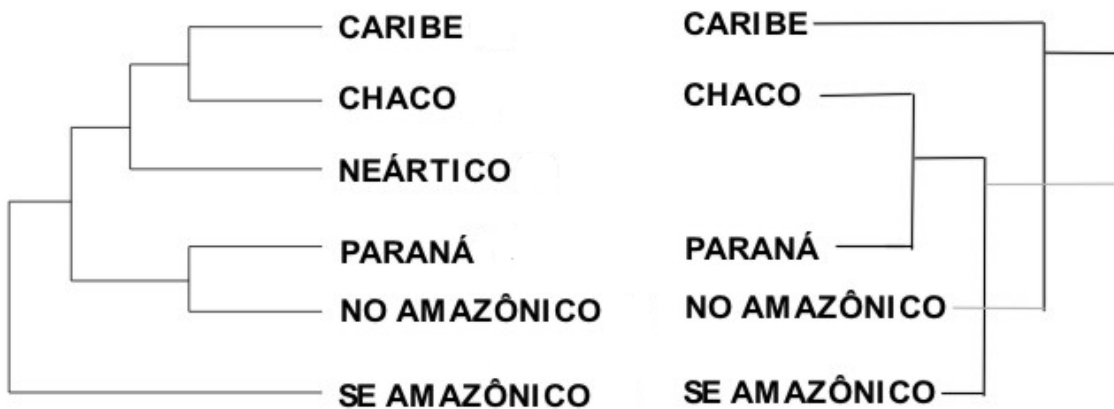 CARIBE
CHACO
NEÁRTICO
PARANÁ
NO AMAZÔNICO
SE AMAZÔNICO
CARIBE
CHACO
PARANÁ
NO AMAZÔNICO
SE AMAZÔNICO